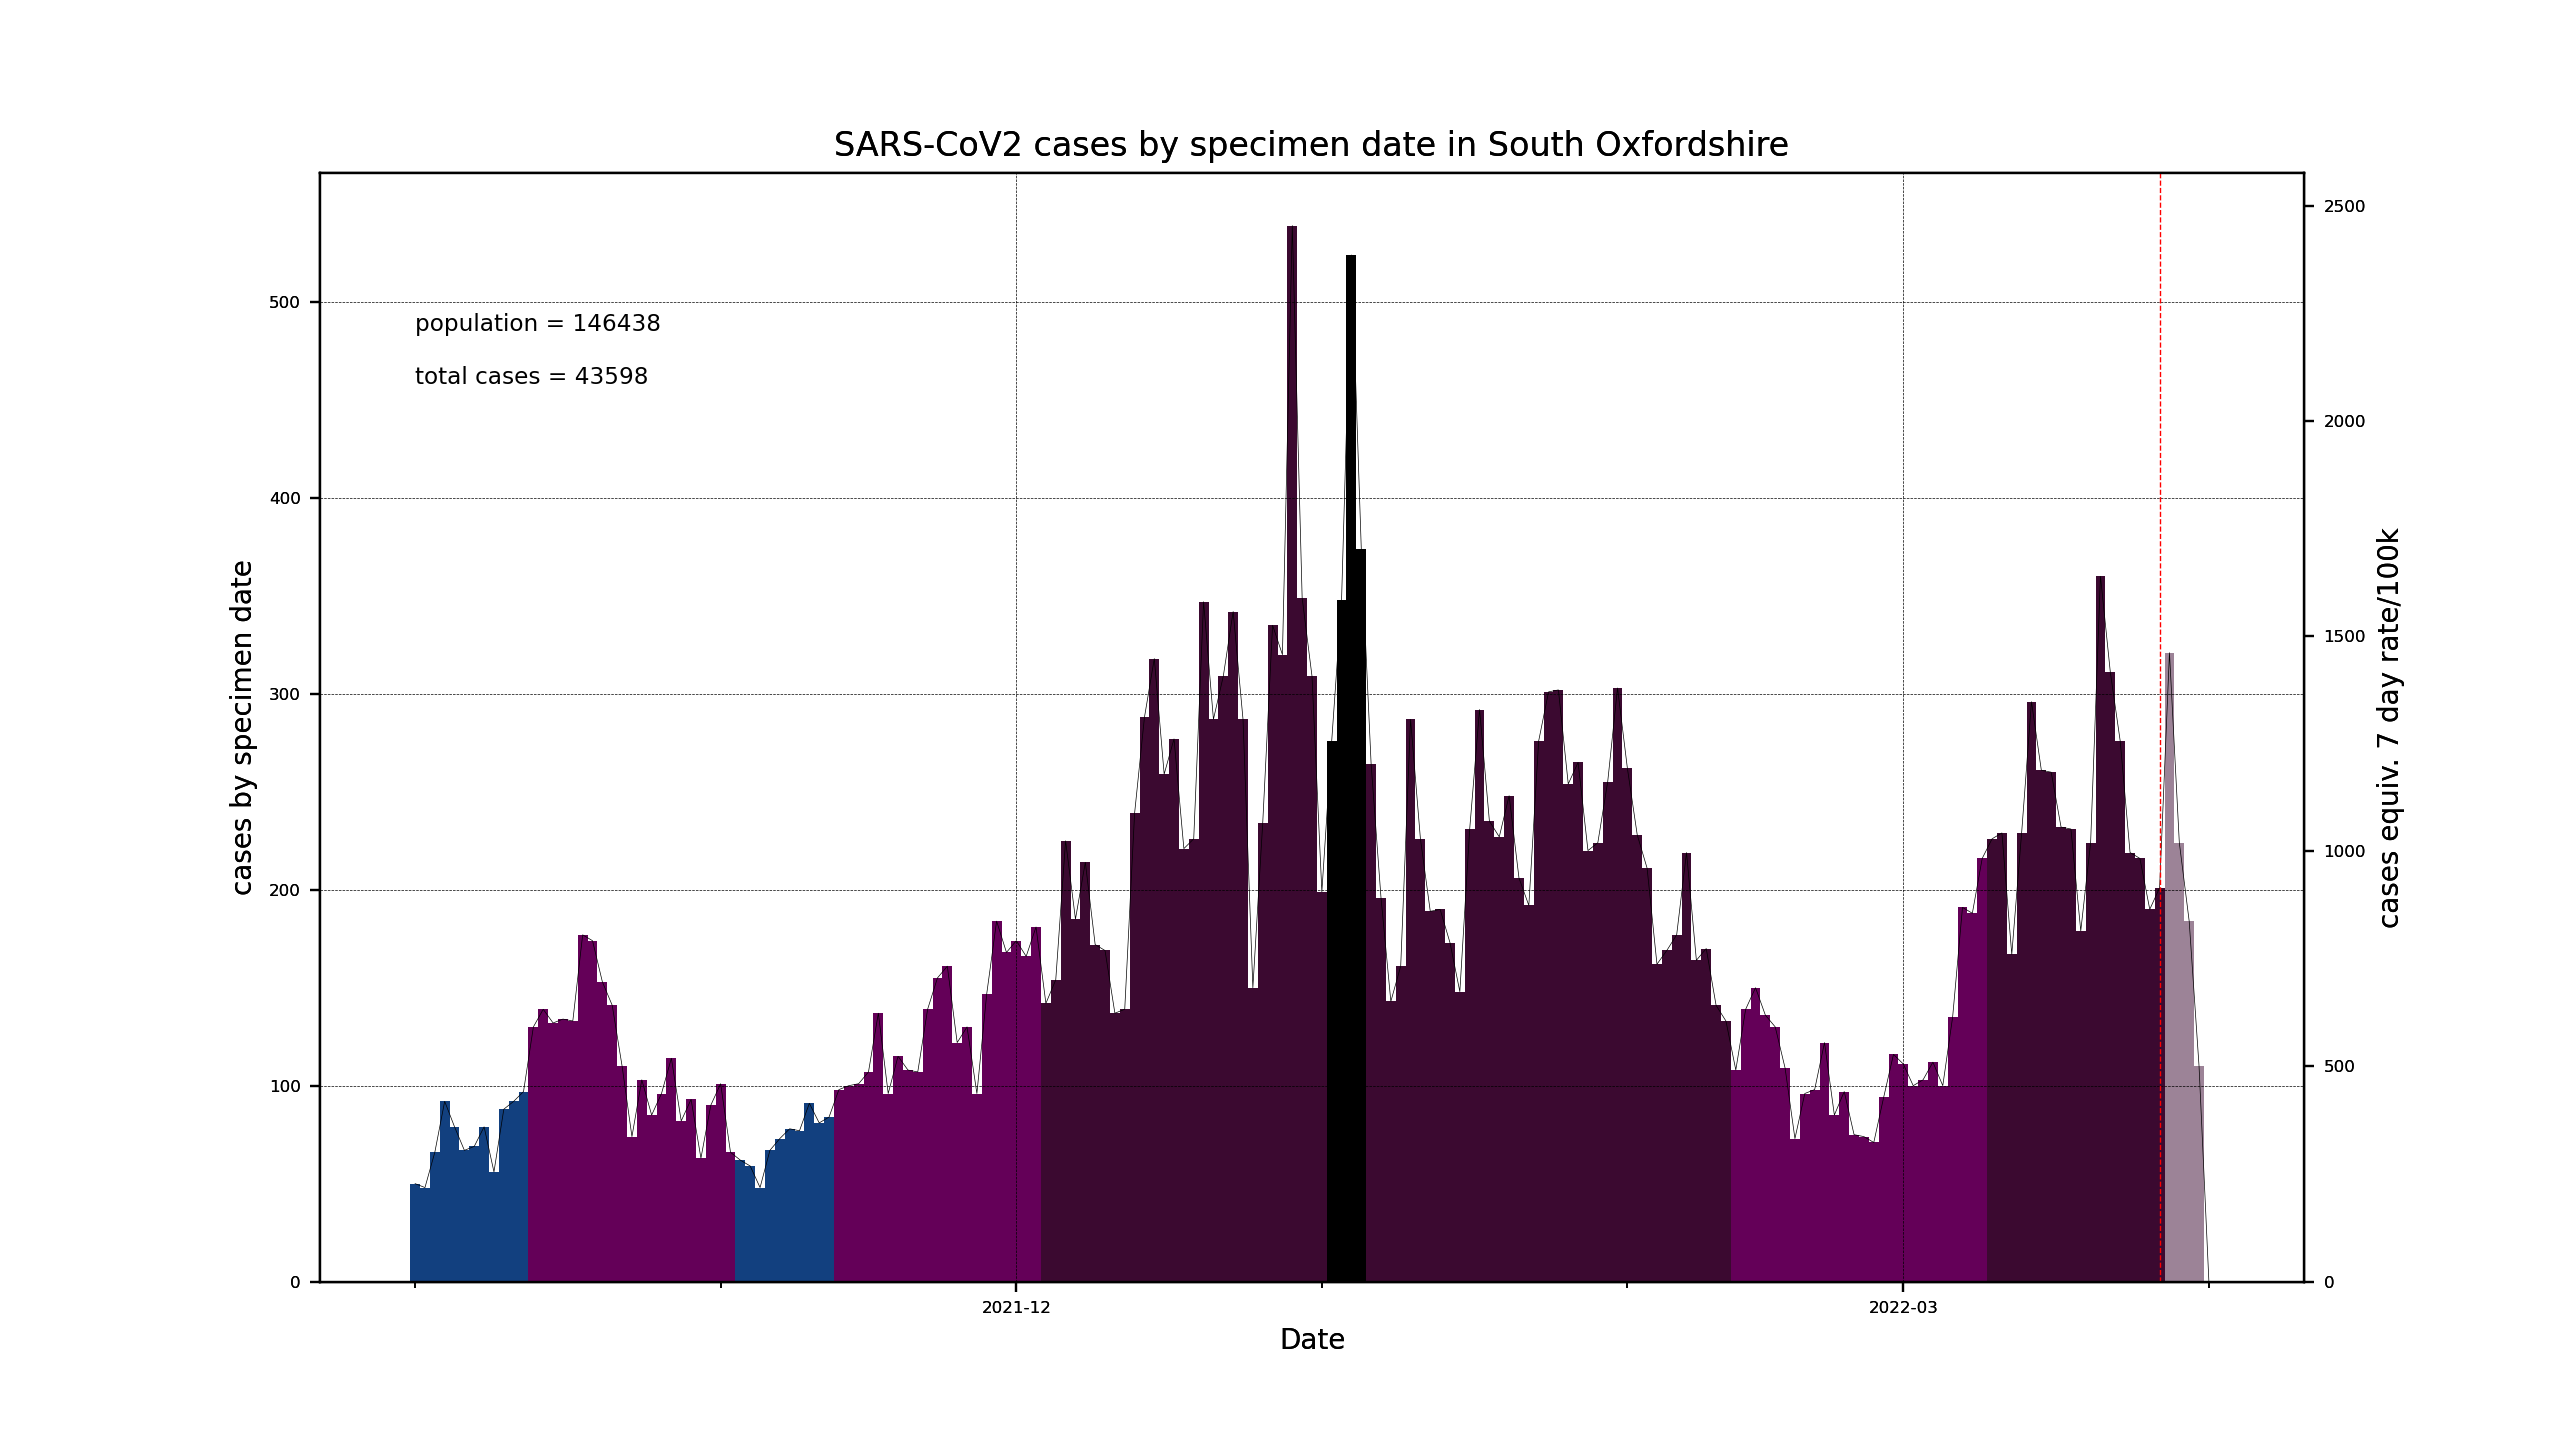 SARS-CoV2 cases by specimen date in South Oxfordshire
population = 146438
total cases = 43598
cases by specimen date
500
400
300
200
100
0
2500
2000
1500
1000
500
0
cases equiv. 7 day rate/100k
2021-12
2022-03
Date